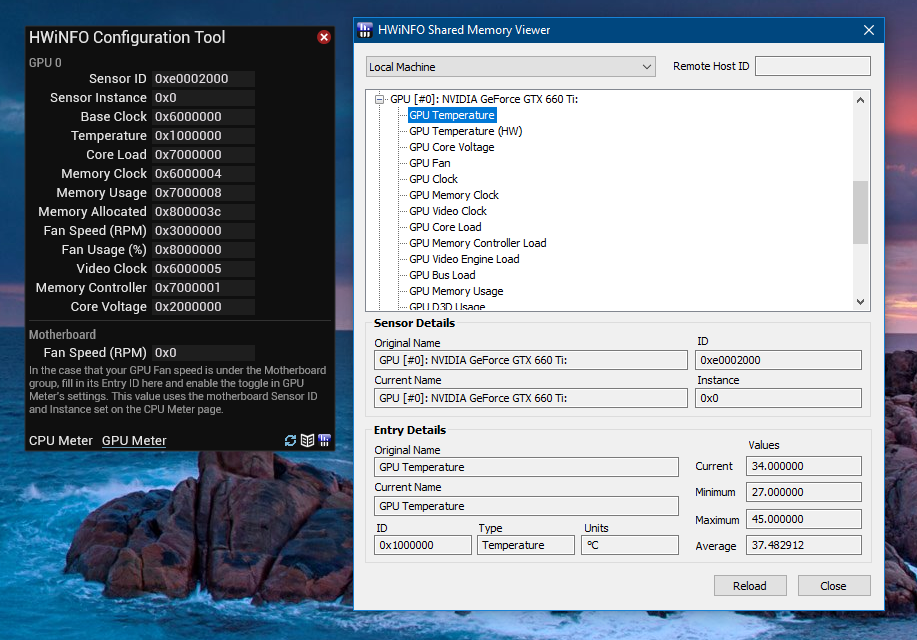 HWiNFO Configuration Tool
GPU 0
Sensor ID 0xe0002000
Sensor Instance 0x0
Base Clock 0x6000000
Temperature 0x1000000
Core Load 0x7000000
Memory Clock 0x6000004
Memory Usage 0x7000008
Memory Allocated 0x800003c
Fan Speed (RPM) 0x3000000
Fan Usage (%) 0x8000000
Video Clock 0x6000005
Memory Controller 0x7000001
Core Voltage 0x2000000
Motherboard
Fan Speed (RPM) 0x0
In the case that your GPU Fan speed is under the Motherboard
group, fill in its Entry ID here and enable the toggle in GPU
Meter's settings. This value uses the motherboard Sensor ID
and Instance set on the CPU Meter page.
CPU Meter GPU Meter
HWiNFO Shared Memory Viewer
Local Machine
Remote Host ID
GPU [#0]: NVIDIA GeForce GTX 660 Ti:
GPU Temperature
GPU Temperature (HW)
GPU Core Voltage
GPU Fan
GPU Clock
GPU Memory Clock
GPU Video Clock
GPU Core Load
GPU Memory Controller Load
GPU Video Engine Load
GPU Bus Load
GPU Memory Usage
GPU D3D Usage
Sensor Details
Original Name
ID
GPU [#0]: NVIDIA GeForce GTX 660 Ti:
0xe0002000
Current Name
Instance
GPU [#0]: NVIDIA GeForce GTX 660 Ti:
0x0
Entry Details
Original Name
GPU Temperature
Current Name
GPU Temperature
ID Type Units
0x1000000 Temperature °C
Values
Current 34.000000
Minimum 27.000000
Maximum 45.000000
Average 37.482912
Reload Close